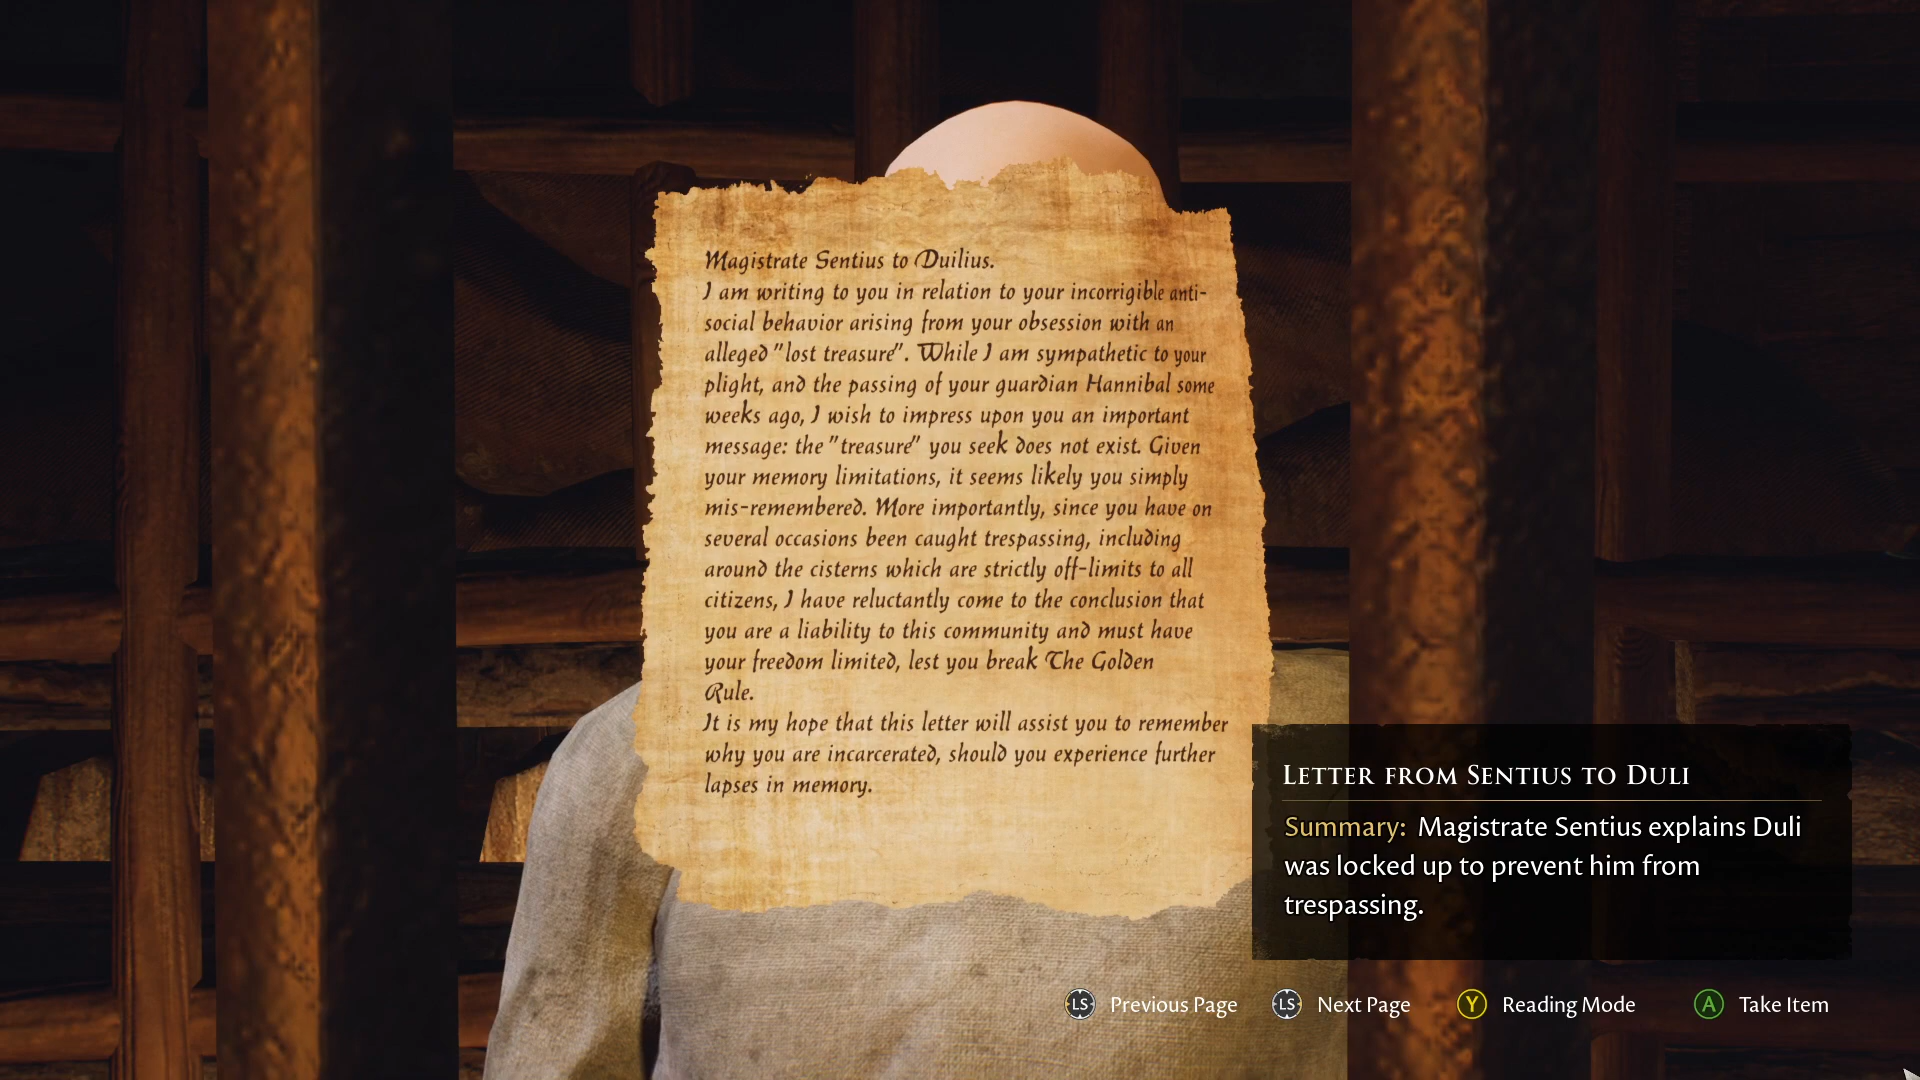 Magistrate Sentius to Duilius.
I am writing to you in relation to your incorrigible anti-
social behavior arising from your obsession with an
alleged "lost treasure". While I am sympathetic to your
plight, and the passing of your guardian Hannibal some
weeks ago, I wish to impress upon you an important
message: the "treasure" you seek does not exist. Given
your memory limitations, it seems likely you simply
mis-remembered. More importantly, since you have on
several occasions been caught trespassing, including
around the cisterns which are strictly off-limits to all
citizens, I have reluctantly come to the conclusion that
you are a liability to this community and must have
your freedom limited, lest you break The Golden
Rule.
It is my hope that this letter will assist you to remember
why you are incarcerated, should you experience further
lapses in memory.
Letter from Sentius to Duli
Summary: Magistrate Sentius explains Duli
was locked up to prevent him from
trespassing.
LS Previous Page LS Next Page Y Reading Mode A Take Item